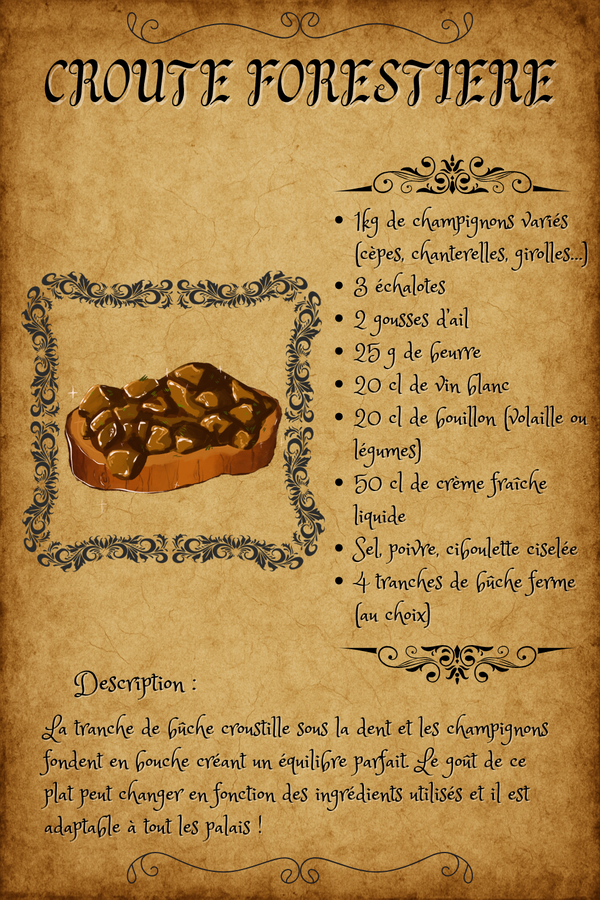 CROUTE FORESTIERE
• 1kg de champignons variés
(cèpes, chanterelles, girolles...)
• 3 échalotes
• 2 gousses d'ail
• 25 g de beurre
• 20 cl de vin blanc
• 20 cl de bouillon (volaille ou
légumes)
• 50 cl de crème fraîche
liquide
• Sel, poivre, ciboulette ciselée
• 4 tranches de bûche ferme
(au choix)
Description :
La tranche de bûche croustille sous la dent et les champignons
fondent en bouche créant un équilibre parfait. Le goût de ce
plat peut changer en fonction des ingrédients utilisés et il est
adaptable à tout les palais !